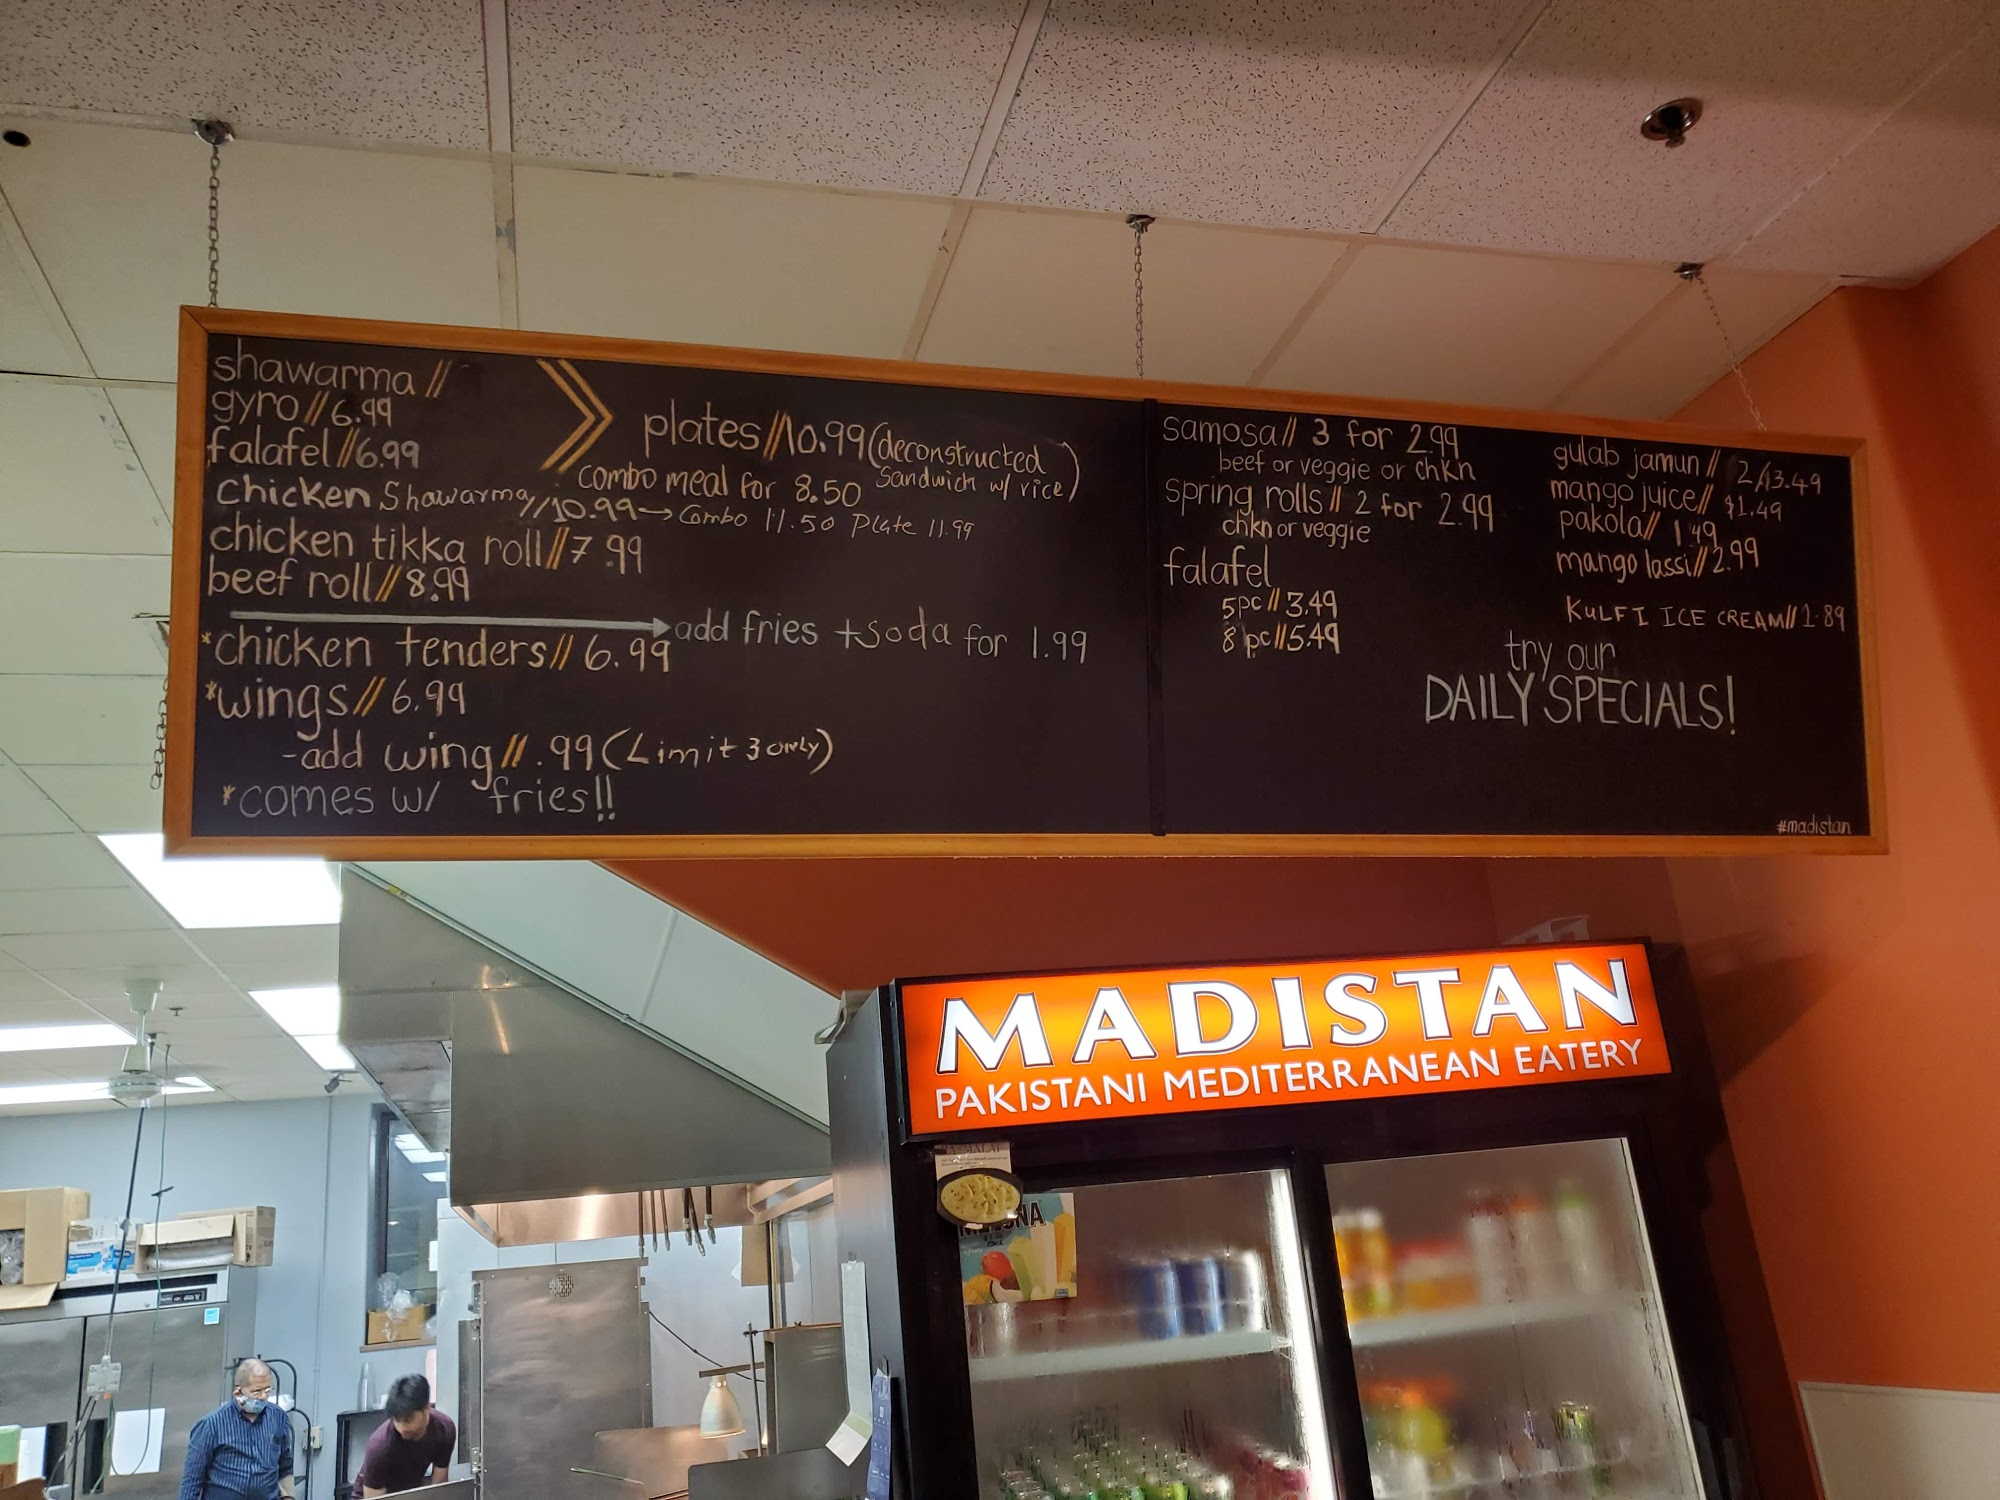 shawarma //
gyro // 6.99
falafel // 6.99
plates // 10.99 (deconstructed
Sandwich w/ rice)
combo meal for 8.50
chicken Shawarma // 10.99 → Combo 11.50 Plate 11.99
chicken tikka roll // 7.99
beef roll // 8.99
add fries + soda for 1.99
*chicken tenders // 6.99
*wings // 6.99
-add wing // .99 (Limit 3 only)
*comes w/ fries!!
samosa // 3 for 2.99
beef or veggie or chkn
spring rolls // 2 for 2.99
chkn or veggie
falafel
5pc // 3.49
8 pc // 5.49
gulab jamun // 2/$3.49
mango juice // $1.49
pakola // 1.49
mango lassi // 2.99
KULFI ICE CREAM // 1.89
try our
DAILY SPECIALS!
#madistan
MADISTAN
PAKISTANI MEDITERRANEAN EATERY